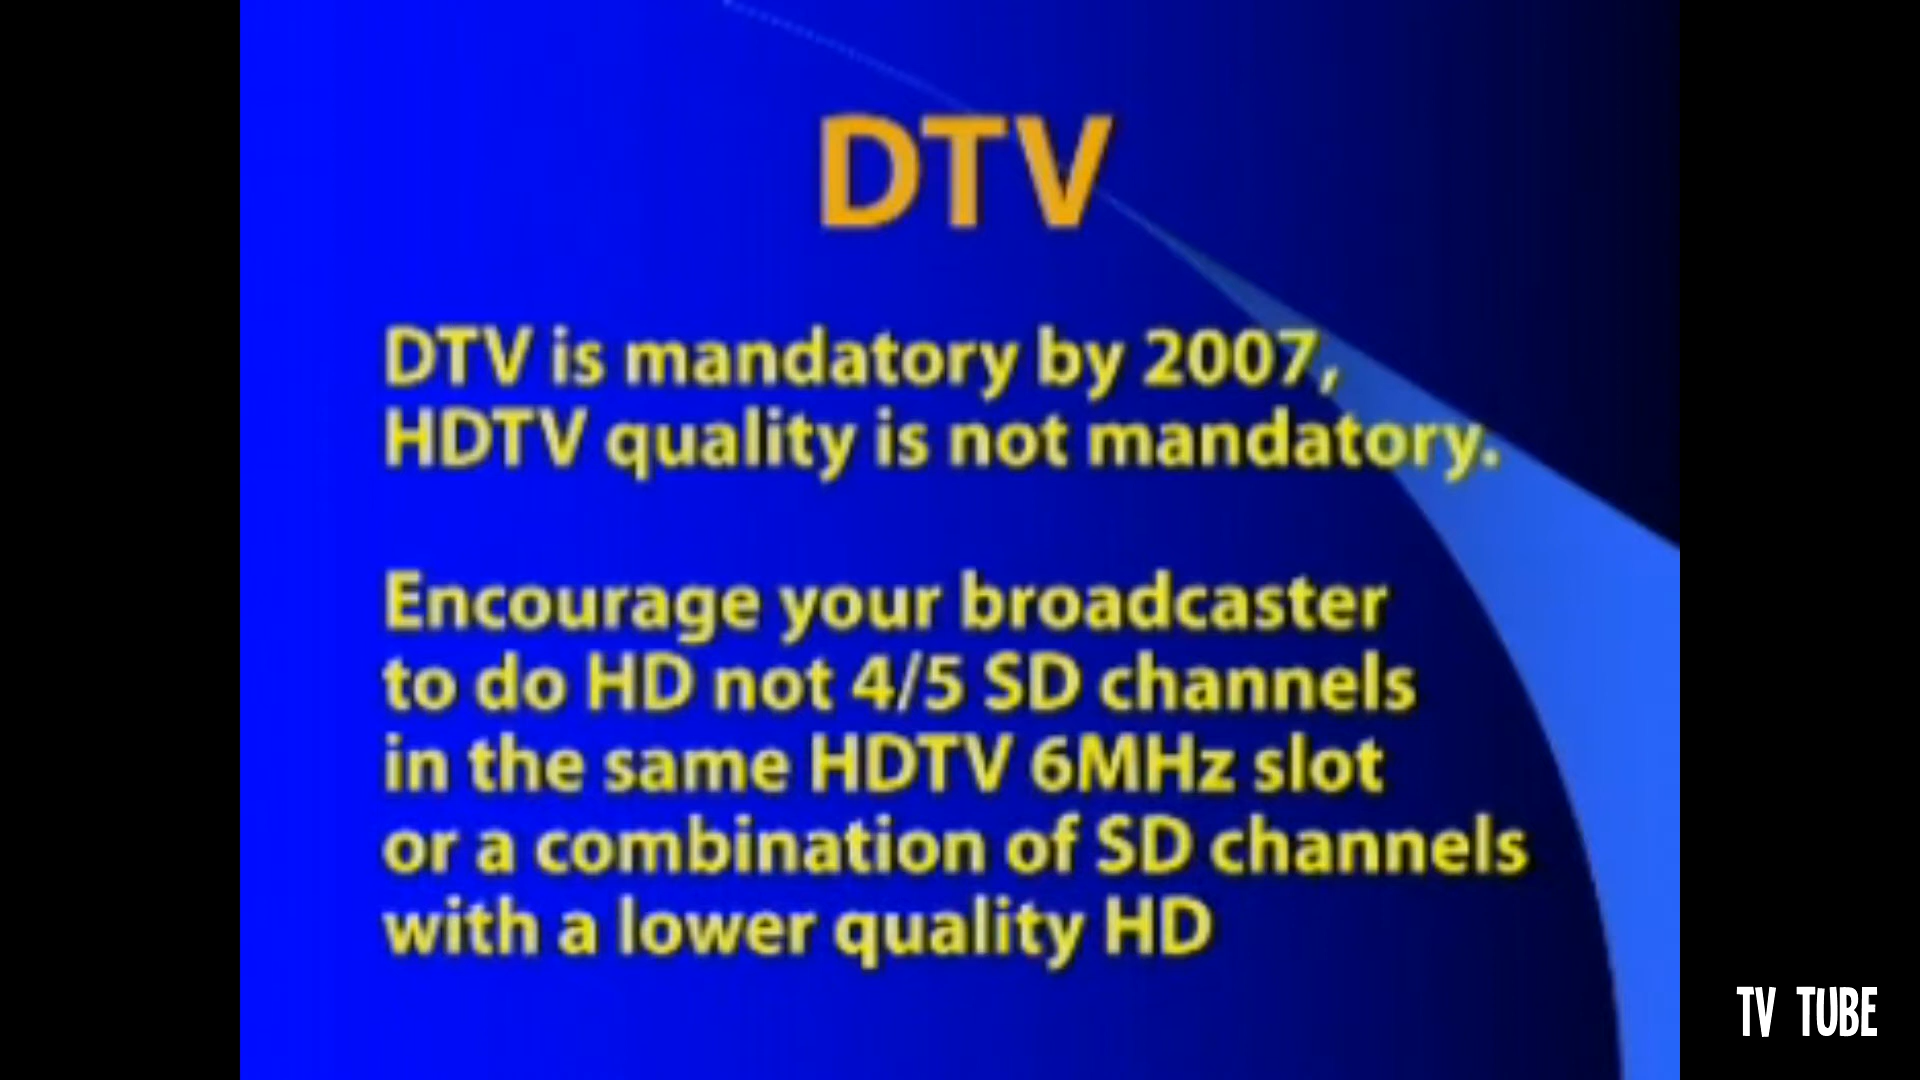 DTV
DTV is mandatory by 2007,
HDTV quality is not mandatory.
Encourage your broadcaster
to do HD not 4/5 SD channels
in the same HDTV 6MHz slot
or a combination of SD channels
with a lower quality HD
TV TUBE